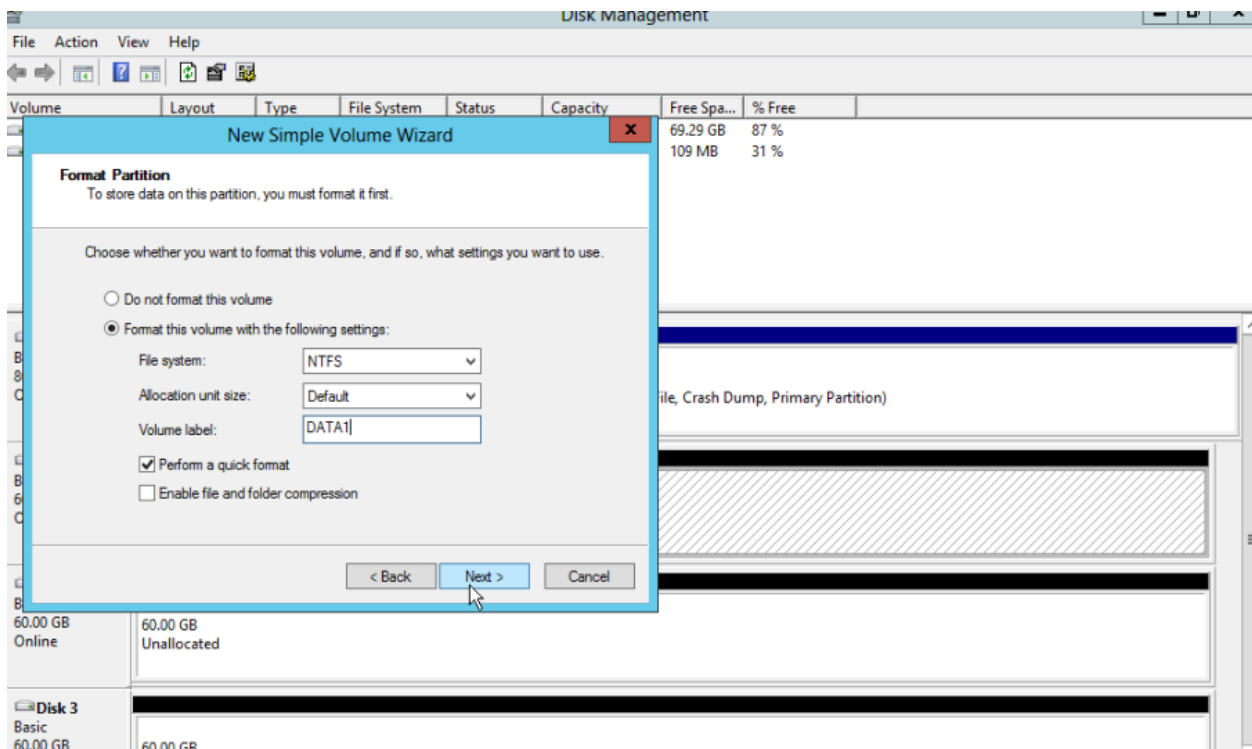 Disk Management
File Action View Help
Volume Layout Type File System Status Capacity Free Spa... % Free
69.29 GB 87 %
109 MB 31 %
New Simple Volume Wizard
Format Partition
To store data on this partition, you must format it first.
Choose whether you want to format this volume, and if so, what settings you want to use.
Do not format this volume
Format this volume with the following settings:
File system: NTFS
Allocation unit size: Default
Volume label: DATA1
Perform a quick format
Enable file and folder compression
< Back Next > Cancel
File, Crash Dump, Primary Partition)
60.00 GB 60.00 GB
Online Unallocated
Disk 3
Basic
60.00 GB 60.00 GB